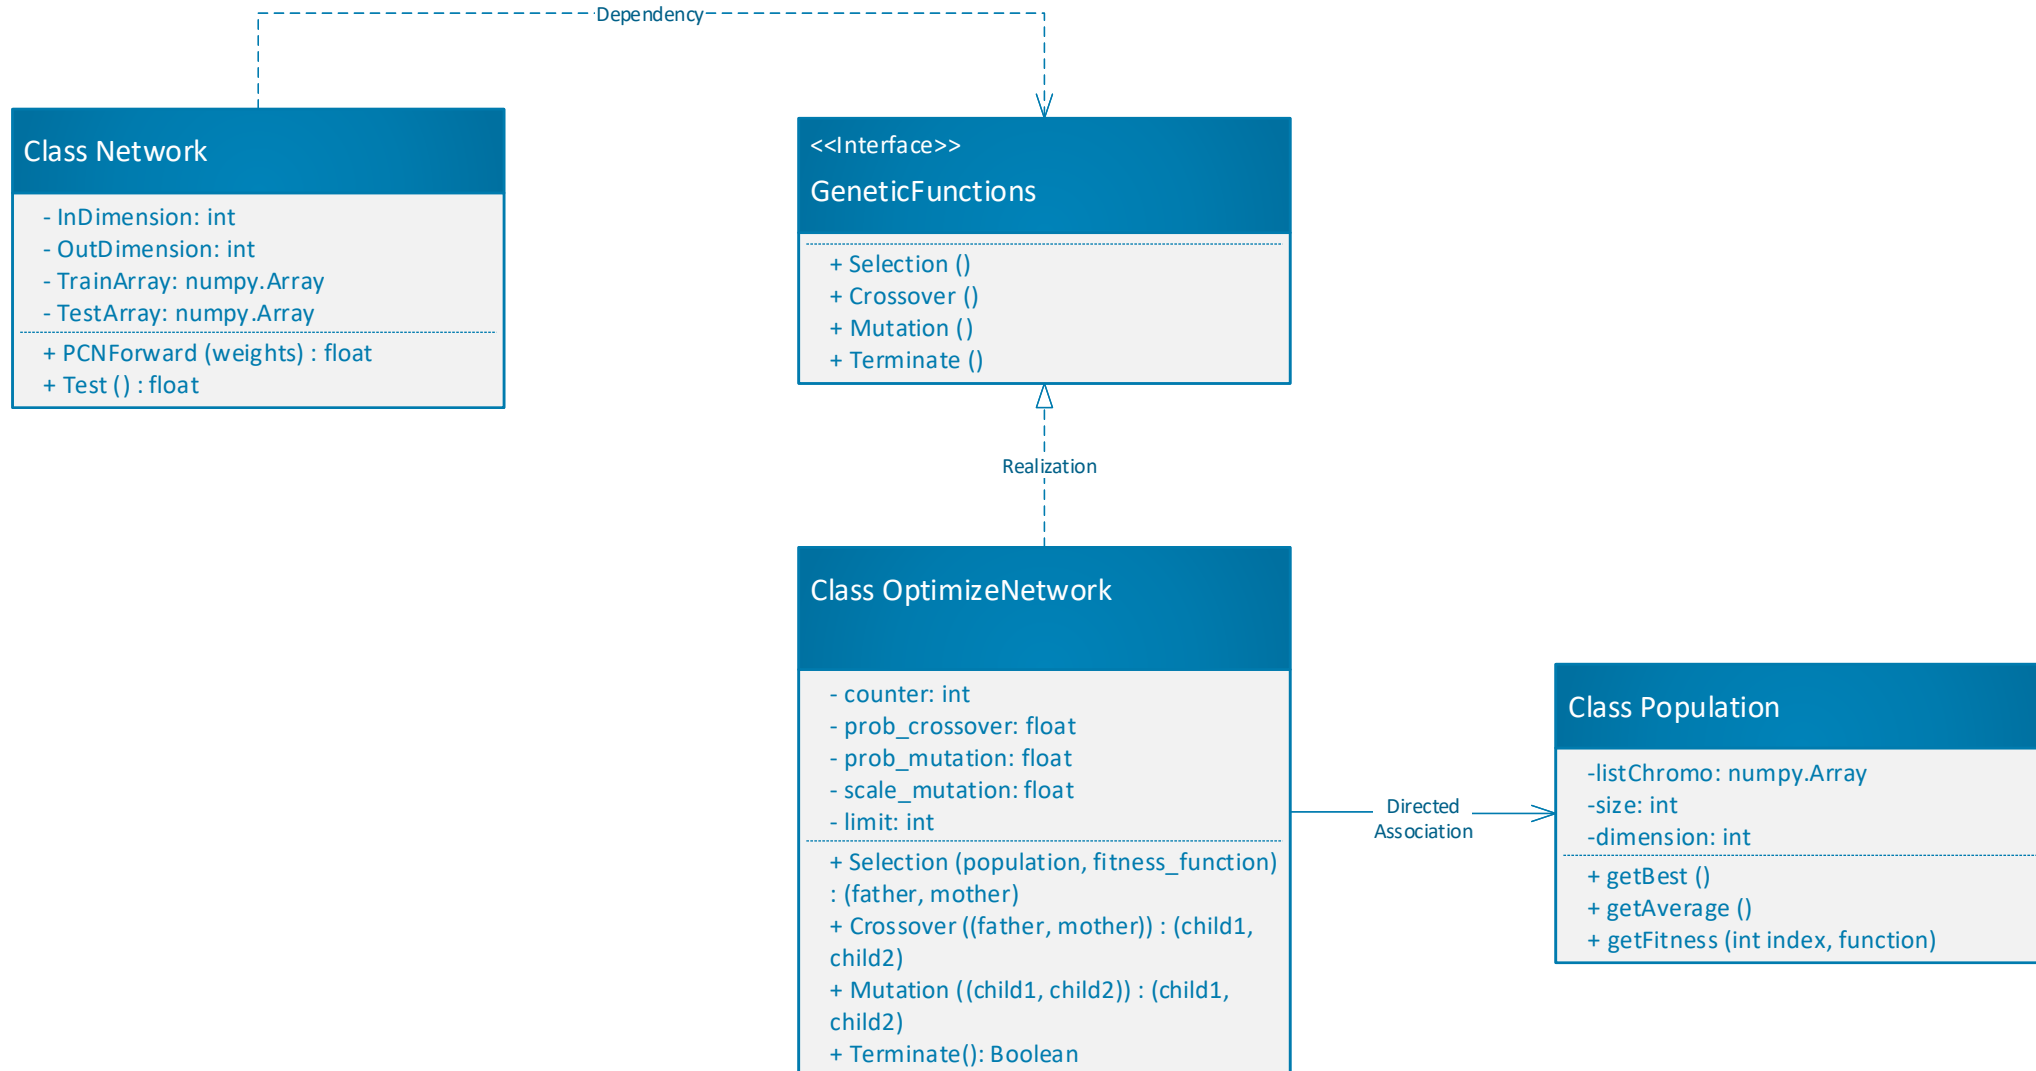 Dependency
Class Network
- InDimension: int
- OutDimension: int
- TrainArray: numpy.Array
- TestArray: numpy.Array
+ PCNForward (weights) : float
+ Test () : float
<<Interface>>
GeneticFunctions
+ Selection ()
+ Crossover ()
+ Mutation ()
+ Terminate ()
Realization
Class OptimizeNetwork
- counter: int
- prob_crossover: float
- prob_mutation: float
- scale_mutation: float
- limit: int
+ Selection (population, fitness_function)
: (father, mother)
+ Crossover ((father, mother)) : (child1,
child2)
+ Mutation ((child1, child2)) : (child1,
child2)
+ Terminate(): Boolean
Directed
Association
Class Population
-listChromo: numpy.Array
-size: int
-dimension: int
+ getBest ()
+ getAverage ()
+ getFitness (int index, function)